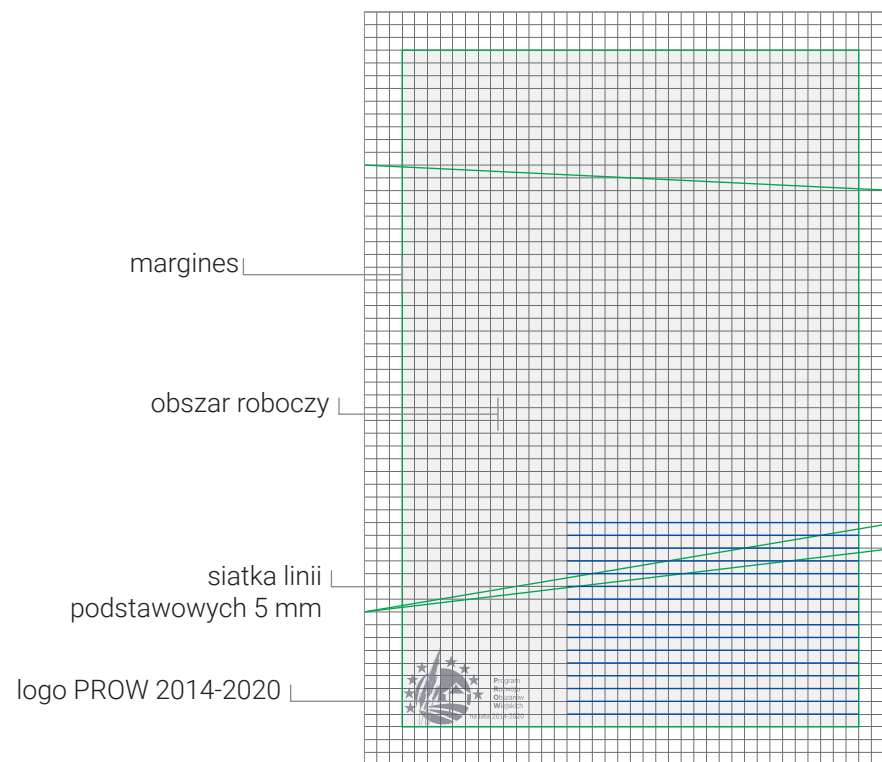 margines
obszar roboczy
siatka linii
podstawowych 5 mm
logo PROW 2014-2020
Program
Rozwoju
Obszarów
Wiejskich
na lata 2014-2020